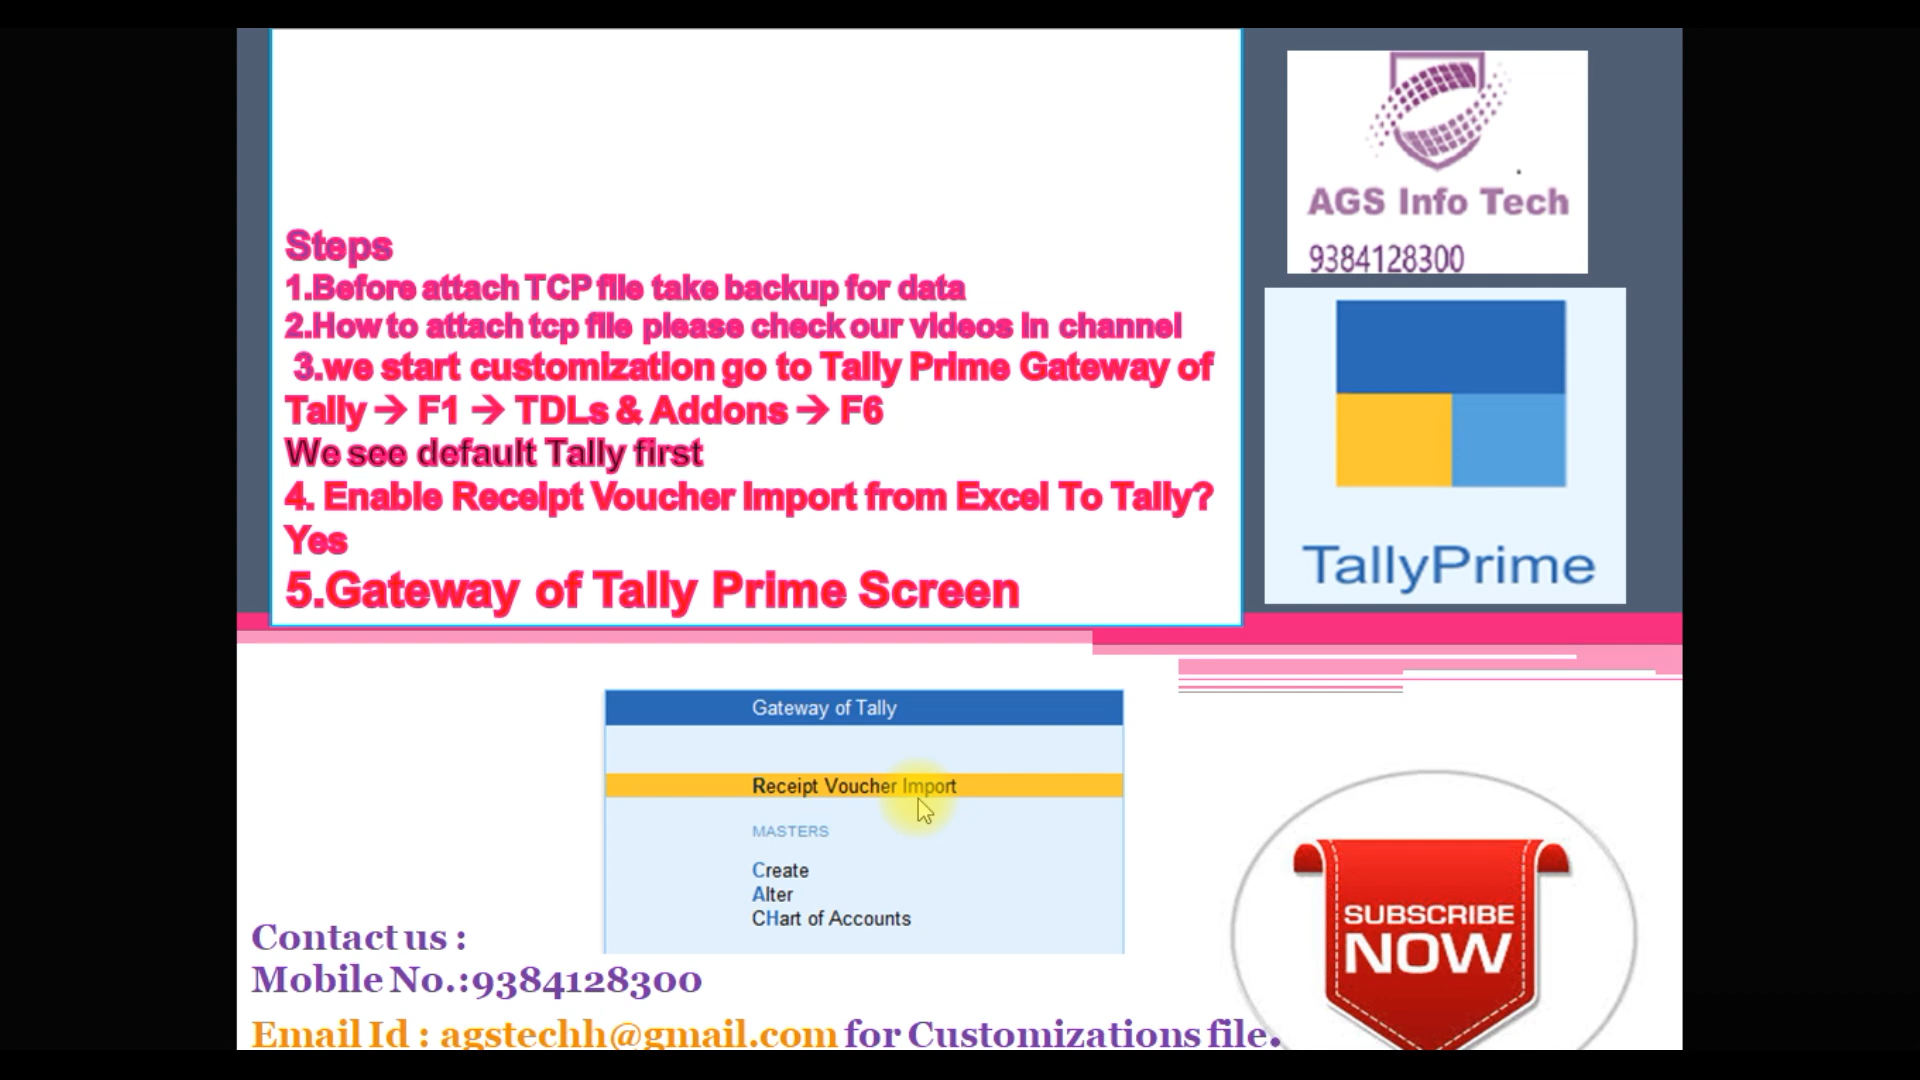 Steps
1.Before attach TCP file take backup for data
2.How to attach tcp file please check our videos in channel
3.we start customization go to Tally Prime Gateway of
Tally → F1 → TDLs & Addons → F6
We see default Tally first
4. Enable Receipt Voucher Import from Excel To Tally?
Yes
5.Gateway of Tally Prime Screen
AGS Info Tech
9384128300
TallyPrime
Gateway of Tally
Receipt Voucher Import
MASTERS
Create
Alter
CHart of Accounts
Contact us :
Mobile No.:9384128300
Email Id : agstechh@gmail.com for Customizations file.
SUBSCRIBE
NOW